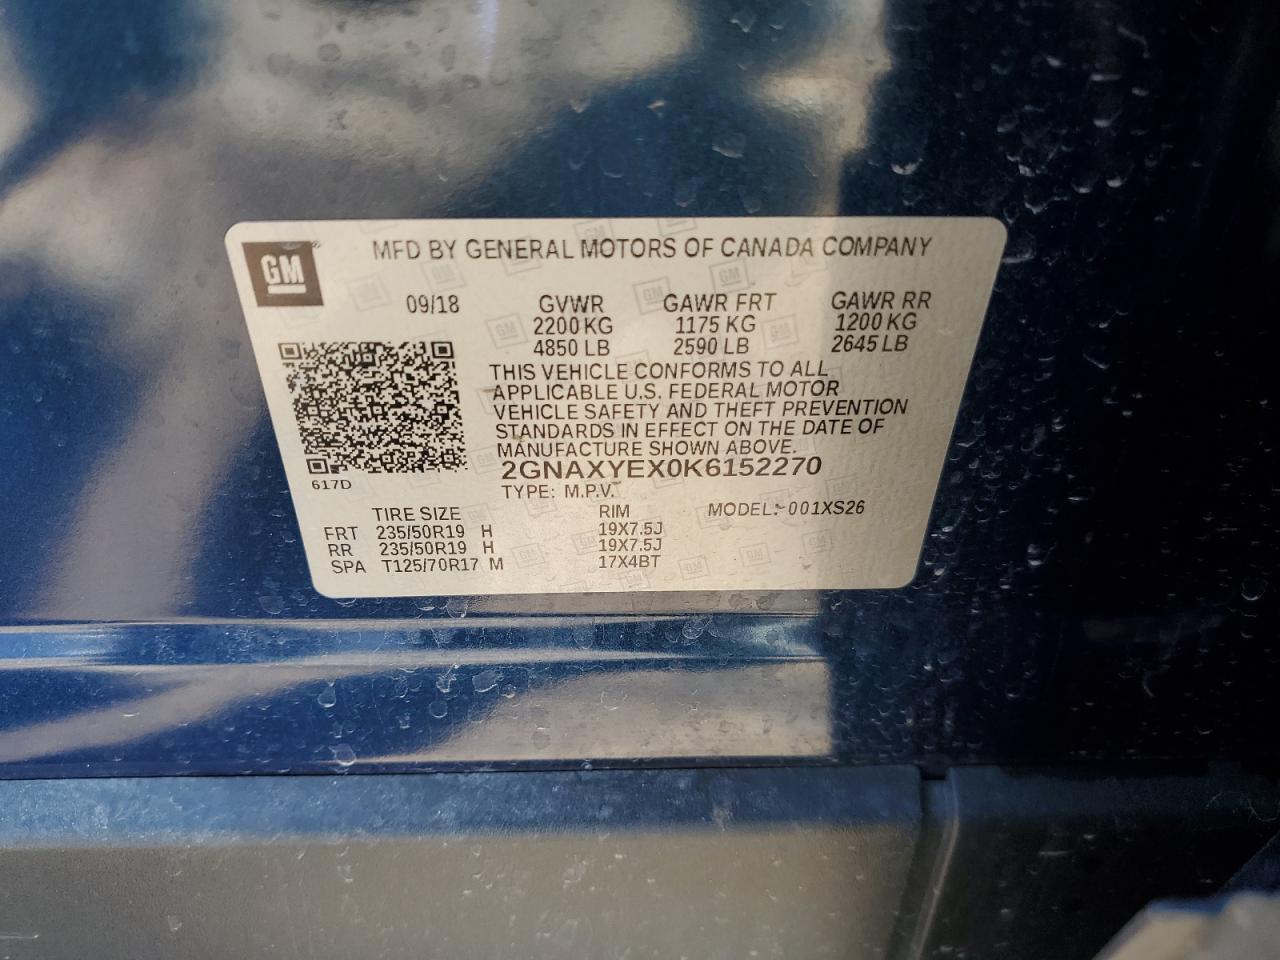 GM
MFD BY GENERAL MOTORS OF CANADA COMPANY
09/18 GVWR GAWR FRT GAWR RR
2200 KG 1175 KG 1200 KG
4850 LB 2590 LB 2645 LB
THIS VEHICLE CONFORMS TO ALL
APPLICABLE U.S. FEDERAL MOTOR
VEHICLE SAFETY AND THEFT PREVENTION
STANDARDS IN EFFECT ON THE DATE OF
MANUFACTURE SHOWN ABOVE.
2GNAXYEX0K6152270
617D
TYPE: M.P.V.
TIRE SIZE RIM MODEL: 001XS26
FRT 235/50R19 H 19X7.5J
RR 235/50R19 H 19X7.5J
SPA T125/70R17 M 17X4BT